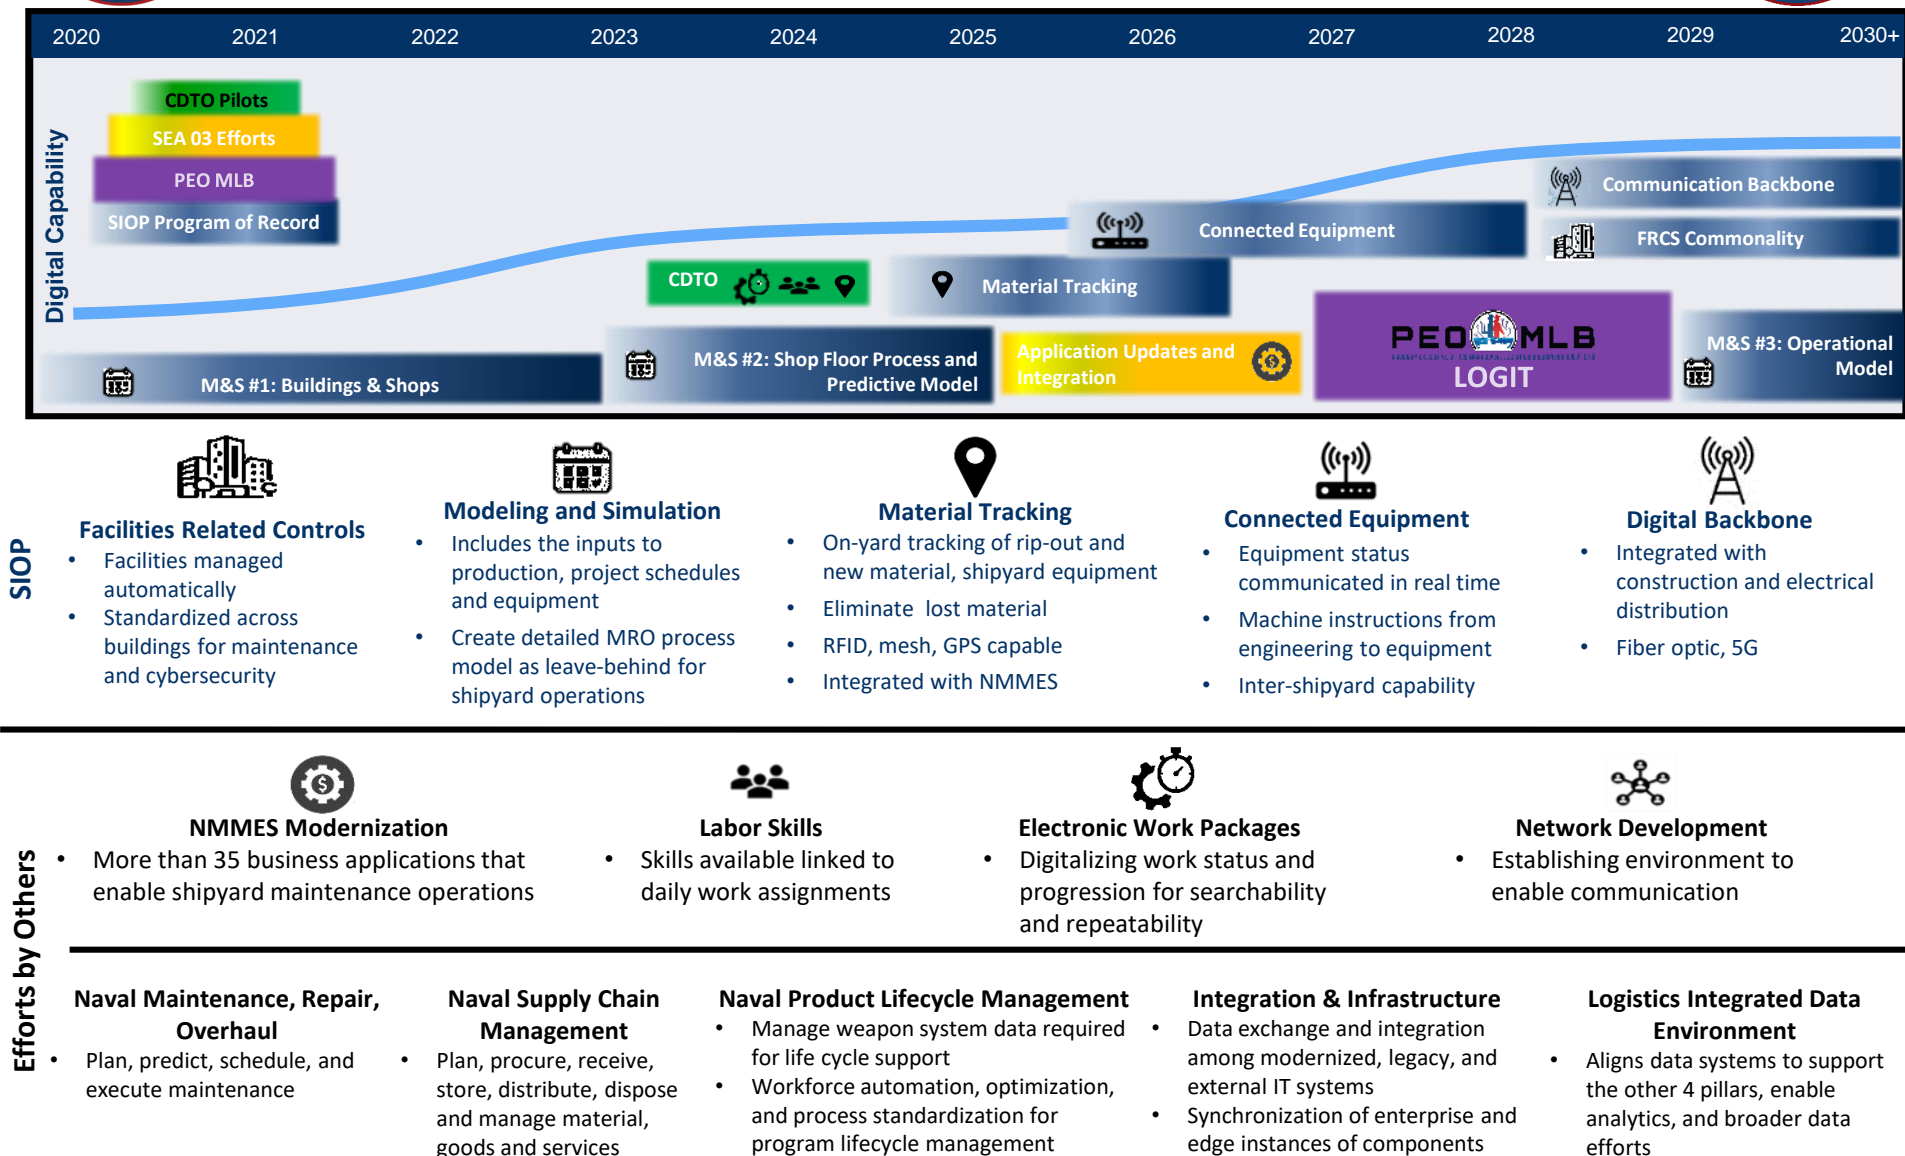 2020 2021 2022 2023 2024 2025 2026 2027 2028 2029 2030+
Digital Capability
CDTO Pilots
SEA 03 Efforts
PEO MLB
SIOP Program of Record
Communication Backbone
Connected Equipment
FRCS Commonality
CDTO
Material Tracking
PEO MLB
LOGIT
M&S #1: Buildings & Shops
M&S #2: Shop Floor Process and
Predictive Model
Application Updates and
Integration
M&S #3: Operational
Model
SIOP
Facilities Related Controls
• Facilities managed
automatically
• Standardized across
buildings for maintenance
and cybersecurity
Modeling and Simulation
• Includes the inputs to
production, project schedules
and equipment
• Create detailed MRO process
model as leave-behind for
shipyard operations
Material Tracking
• On-yard tracking of rip-out and
new material, shipyard equipment
• Eliminate lost material
• RFID, mesh, GPS capable
• Integrated with NMMES
Connected Equipment
• Equipment status
communicated in real time
• Machine instructions from
engineering to equipment
• Inter-shipyard capability
Digital Backbone
• Integrated with
construction and electrical
distribution
• Fiber optic, 5G
Efforts by Others
NMMES Modernization
• More than 35 business applications that
enable shipyard maintenance operations
Labor Skills
• Skills available linked to
daily work assignments
Electronic Work Packages
• Digitalizing work status and
progression for searchability
and repeatability
Network Development
• Establishing environment to
enable communication
Naval Maintenance, Repair,
Overhaul
• Plan, predict, schedule, and
execute maintenance
Naval Supply Chain
Management
• Plan, procure, receive,
store, distribute, dispose
and manage material,
goods and services
Naval Product Lifecycle Management
• Manage weapon system data required
for life cycle support
• Workforce automation, optimization,
and process standardization for
program lifecycle management
Integration & Infrastructure
• Data exchange and integration
among modernized, legacy, and
external IT systems
• Synchronization of enterprise and
edge instances of components
Logistics Integrated Data
Environment
• Aligns data systems to support
the other 4 pillars, enable
analytics, and broader data
efforts